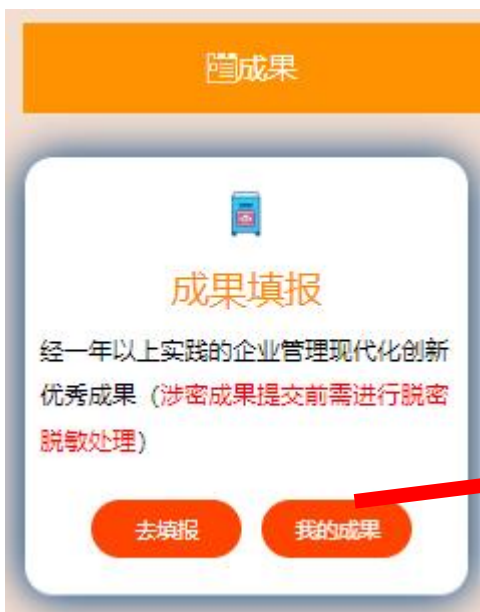 成果
成果填报
经一年以上实践的企业管理现代化创新
优秀成果（涉密成果提交前需进行脱密
脱敏处理）
去填报 我的成果